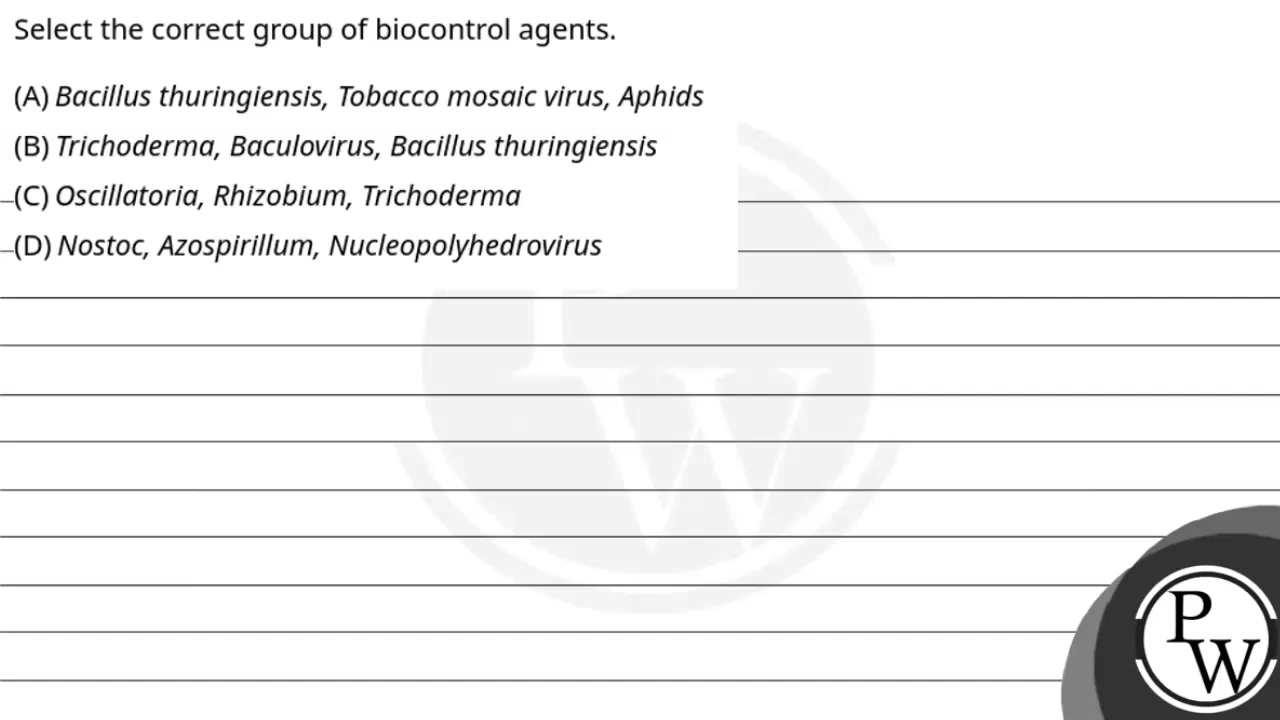 Select the correct group of biocontrol agents.
(A) Bacillus thuringiensis, Tobacco mosaic virus, Aphids
(B) Trichoderma, Baculovirus, Bacillus thuringiensis
(C) Oscillatoria, Rhizobium, Trichoderma
(D) Nostoc, Azospirillum, Nucleopolyhedrovirus
W
P
W